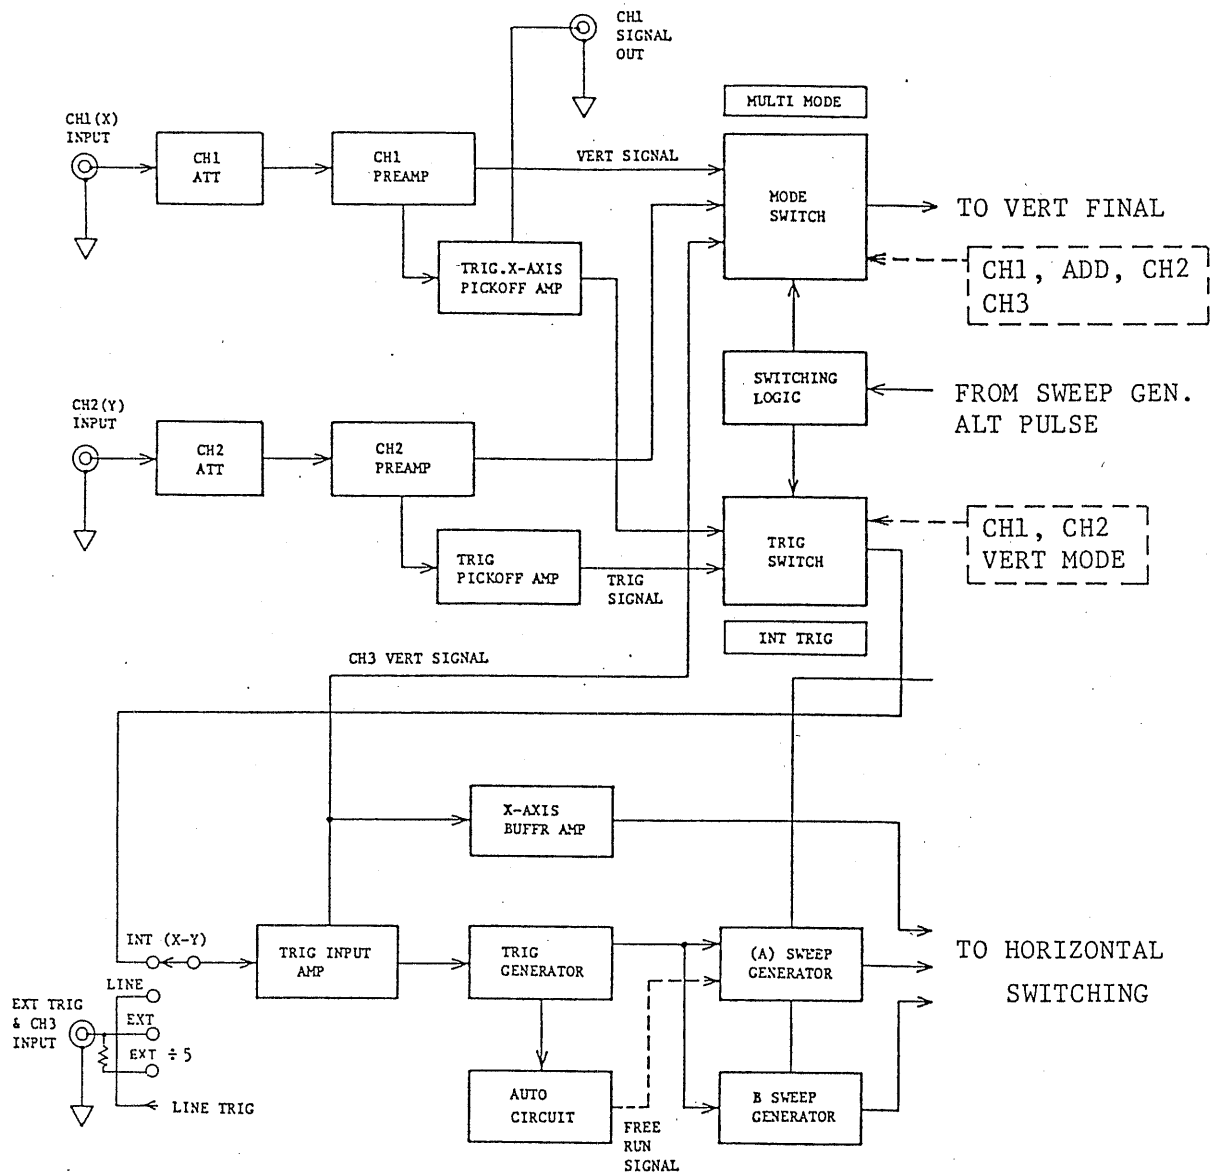 CH1
SIGNAL
OUT
MULTI MODE
CH1(X)
INPUT
CH1
ATT
CH1
PREAMP
VERT SIGNAL
MODE
SWITCH
TO VERT FINAL
TRIG.X-AXIS
PICKOFF AMP
CH1, ADD, CH2
CH3
SWITCHING
LOGIC
FROM SWEEP GEN.
ALT PULSE
CH2(Y)
INPUT
CH2
ATT
CH2
PREAMP
TRIG
SWITCH
CH1, CH2
VERT MODE
TRIG
PICKOFF AMP
TRIG
SIGNAL
INT TRIG
CH3 VERT SIGNAL
X-AXIS
BUFFR AMP
INT (X-Y)
TRIG INPUT
AMP
TRIG
GENERATOR
(A) SWEEP
GENERATOR
TO HORIZONTAL
SWITCHING
LINE
EXT TRIG
& CH3
INPUT
EXT
EXT ÷5
LINE TRIG
AUTO
CIRCUIT
FREE
RUN
SIGNAL
B SWEEP
GENERATOR